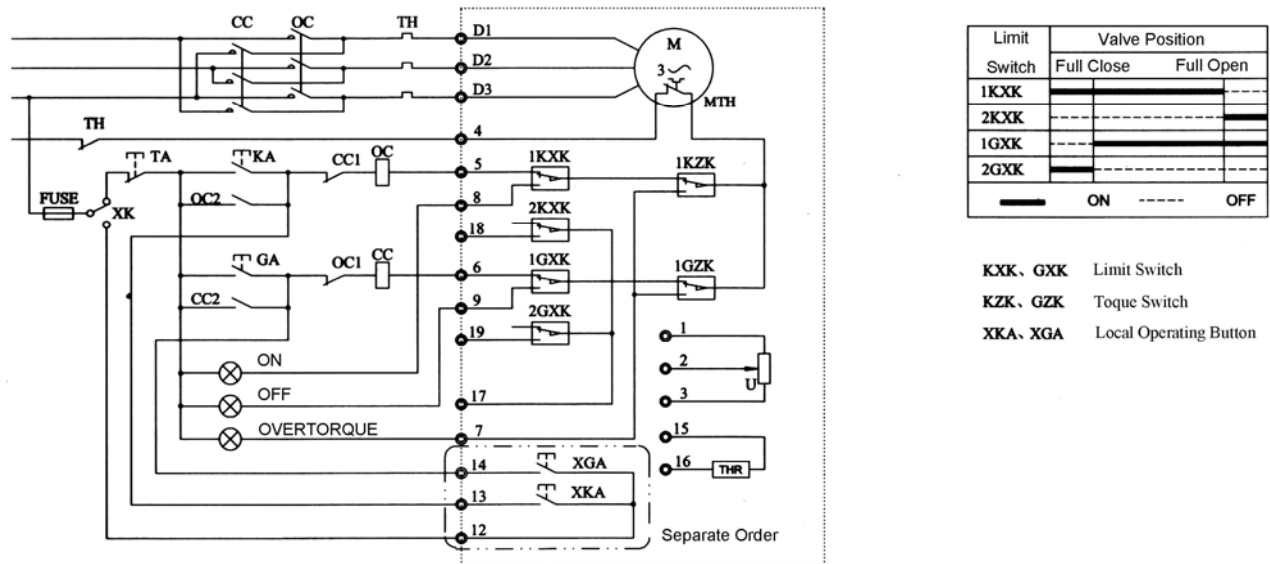 CC OC TH D1
M
D2
3
D3
MTH
TH
4
TA KA CC1 OC 5 1KXK 1KZK
FUSE
XK
OC2 8
2KXK
18
GA OC1 CC 6 1GXK 1GZK
CC2 9
2GXK
19
1
ON
2
U
OFF 17 3
OVERTORQUE 7 15
14 XGA 16 THR
13 XKA
12 Separate Order
Limit Switch Valve Position
Full Close Full Open
1KXK
2KXK
1GXK
2GXK
ON OFF
KXK、GXK Limit Switch
KZK、GZK Toque Switch
XKA、XGA Local Operating Button